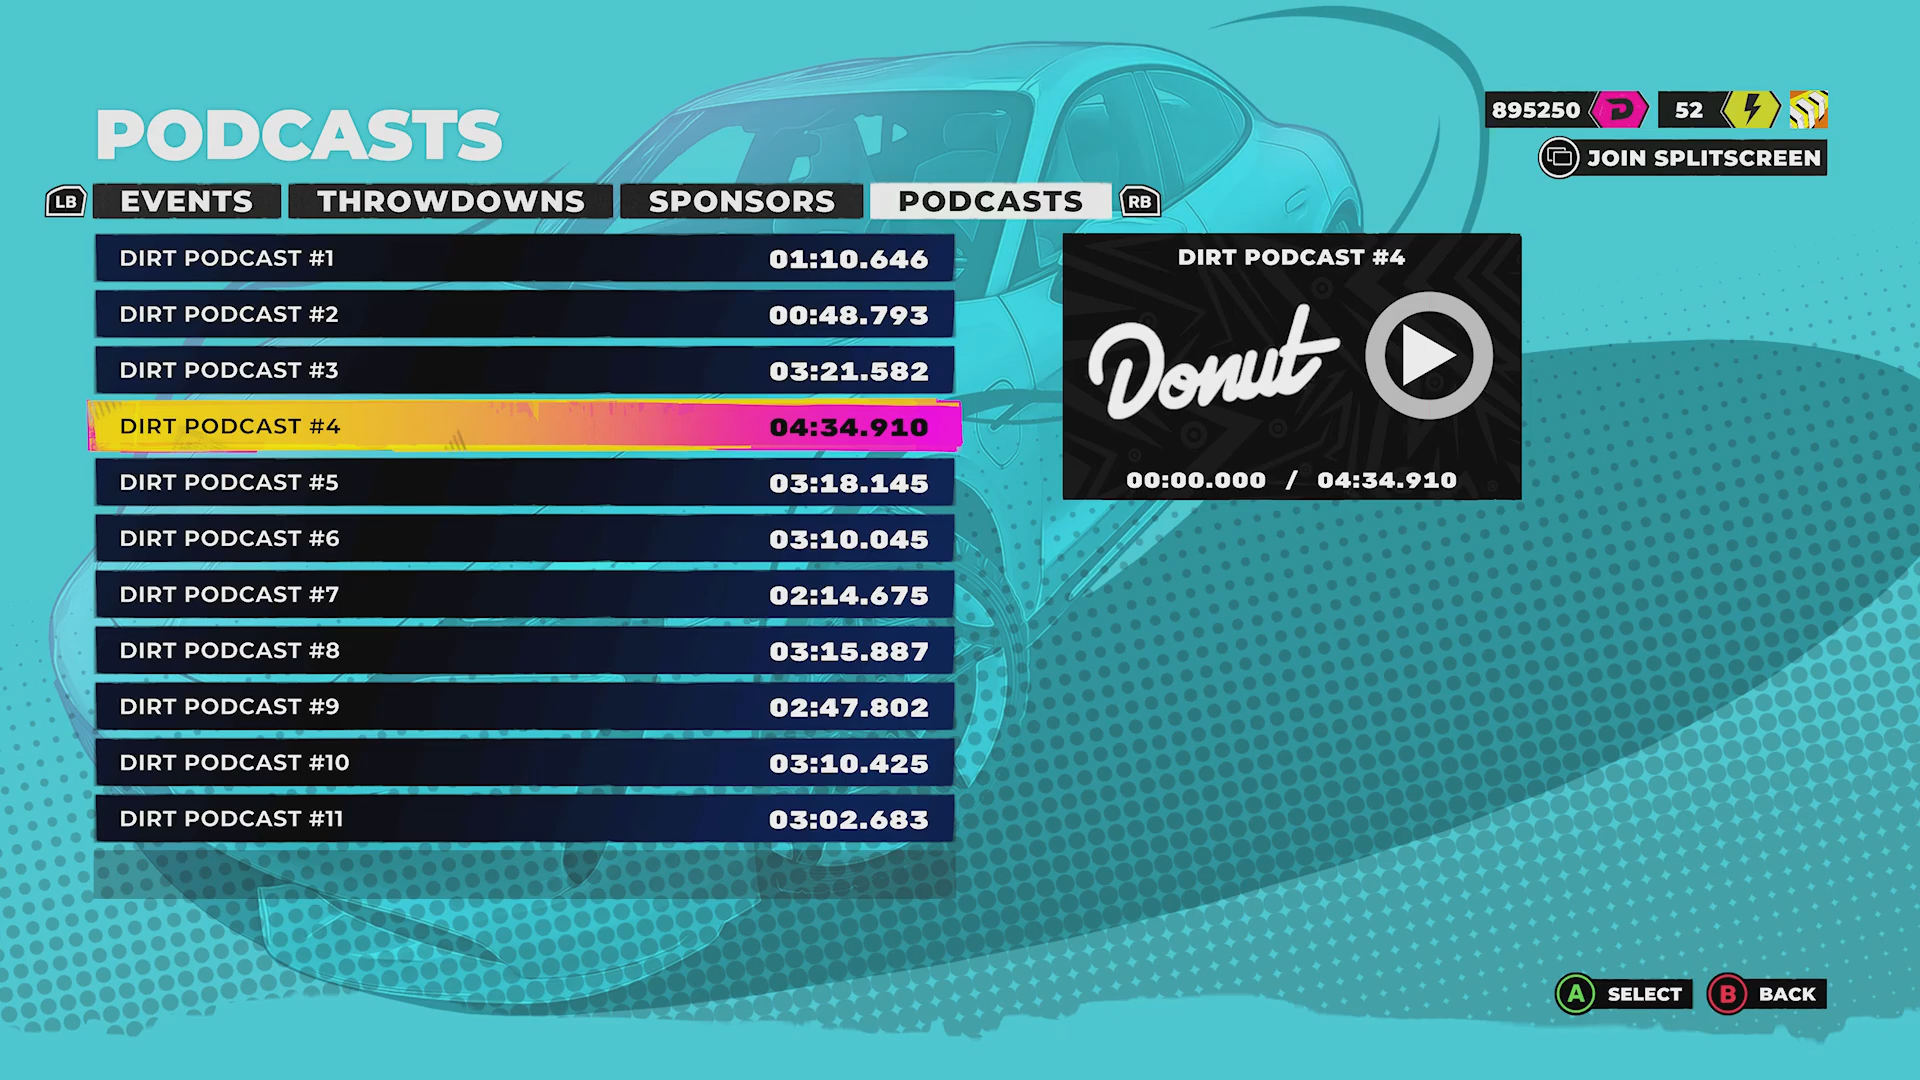 PODCASTS
895250 52
JOIN SPLITSCREEN
LB EVENTS THROWDOWNS SPONSORS PODCASTS RB
DIRT PODCAST #1 01:10.646
DIRT PODCAST #2 00:48.793
DIRT PODCAST #3 03:21.582
DIRT PODCAST #4 04:34.910
DIRT PODCAST #5 03:18.145
DIRT PODCAST #6 03:10.045
DIRT PODCAST #7 02:14.675
DIRT PODCAST #8 03:15.887
DIRT PODCAST #9 02:47.802
DIRT PODCAST #10 03:10.425
DIRT PODCAST #11 03:02.683
DIRT PODCAST #4
Donut
00:00.000 / 04:34.910
A SELECT B BACK